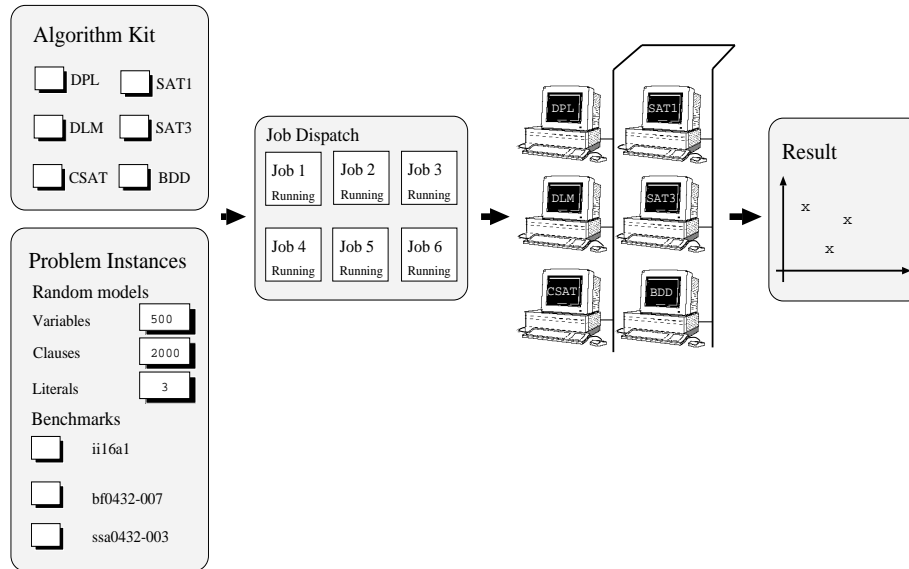 Algorithm Kit
DPL SAT1
DLM SAT3
CSAT BDD
Problem Instances
Random models
Variables 500
Clauses 2000
Literals 3
Benchmarks
ii16a1
bf0432-007
ssa0432-003
Job Dispatch
Job 1 Job 2 Job 3
Running Running Running
Job 4 Job 5 Job 6
Running Running Running
DPL SAT1
DLM SAT3
CSAT BDD
Result
x
x
x